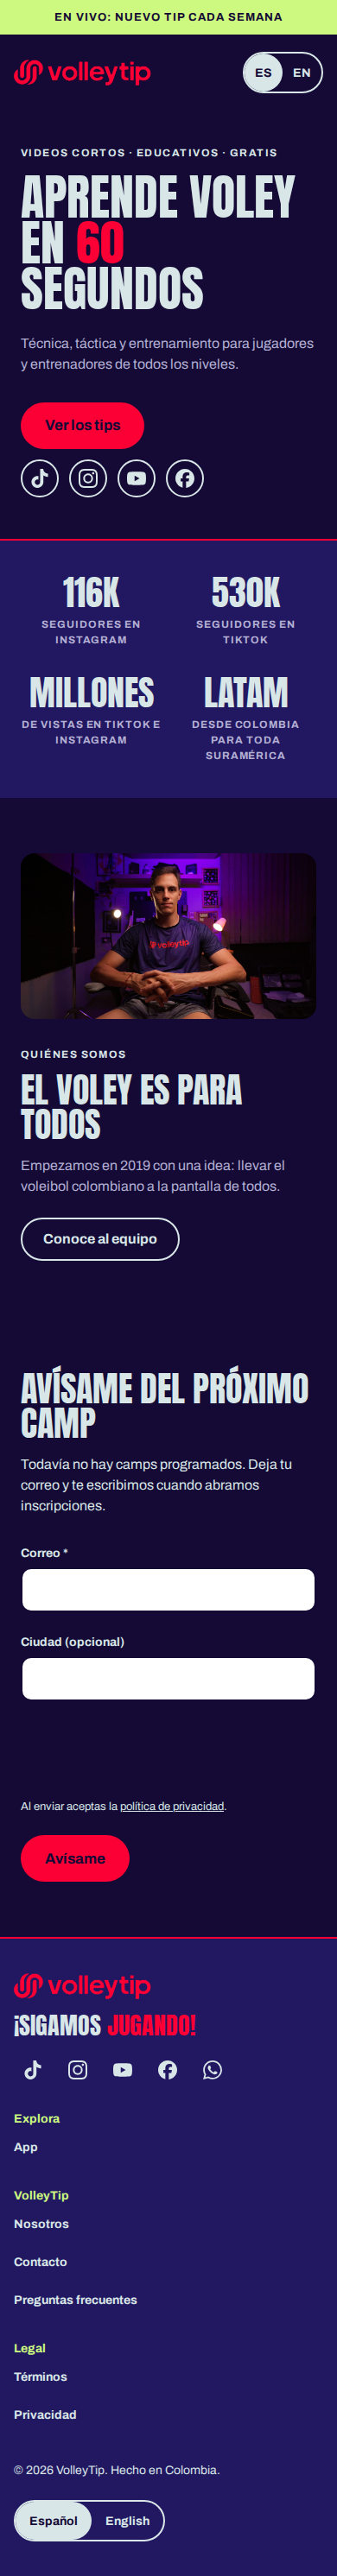 EN VIVO: NUEVO TIP CADA SEMANA
volleytip
ES EN
VIDEOS CORTOS · EDUCATIVOS · GRATIS
APRENDE VOLEY
EN 60
SEGUNDOS
Técnica, táctica y entrenamiento para jugadores
y entrenadores de todos los niveles.
Ver los tips
116K
SEGUIDORES EN
INSTAGRAM
530K
SEGUIDORES EN
TIKTOK
MILLONES
DE VISTAS EN TIKTOK E
INSTAGRAM
LATAM
DESDE COLOMBIA
PARA TODA
SURAMÉRICA
volleytip
QUIÉNES SOMOS
EL VOLEY ES PARA
TODOS
Empezamos en 2019 con una idea: llevar el
voleibol colombiano a la pantalla de todos.
Conoce al equipo
AVÍSAME DEL PRÓXIMO
CAMP
Todavía no hay camps programados. Deja tu
correo y te escribimos cuando abramos
inscripciones.
Correo *
Ciudad (opcional)
Al enviar aceptas la política de privacidad.
Avísame
volleytip
¡SIGAMOS JUGANDO!
Explora
App
VolleyTip
Nosotros
Contacto
Preguntas frecuentes
Legal
Términos
Privacidad
© 2026 VolleyTip. Hecho en Colombia.
Español English